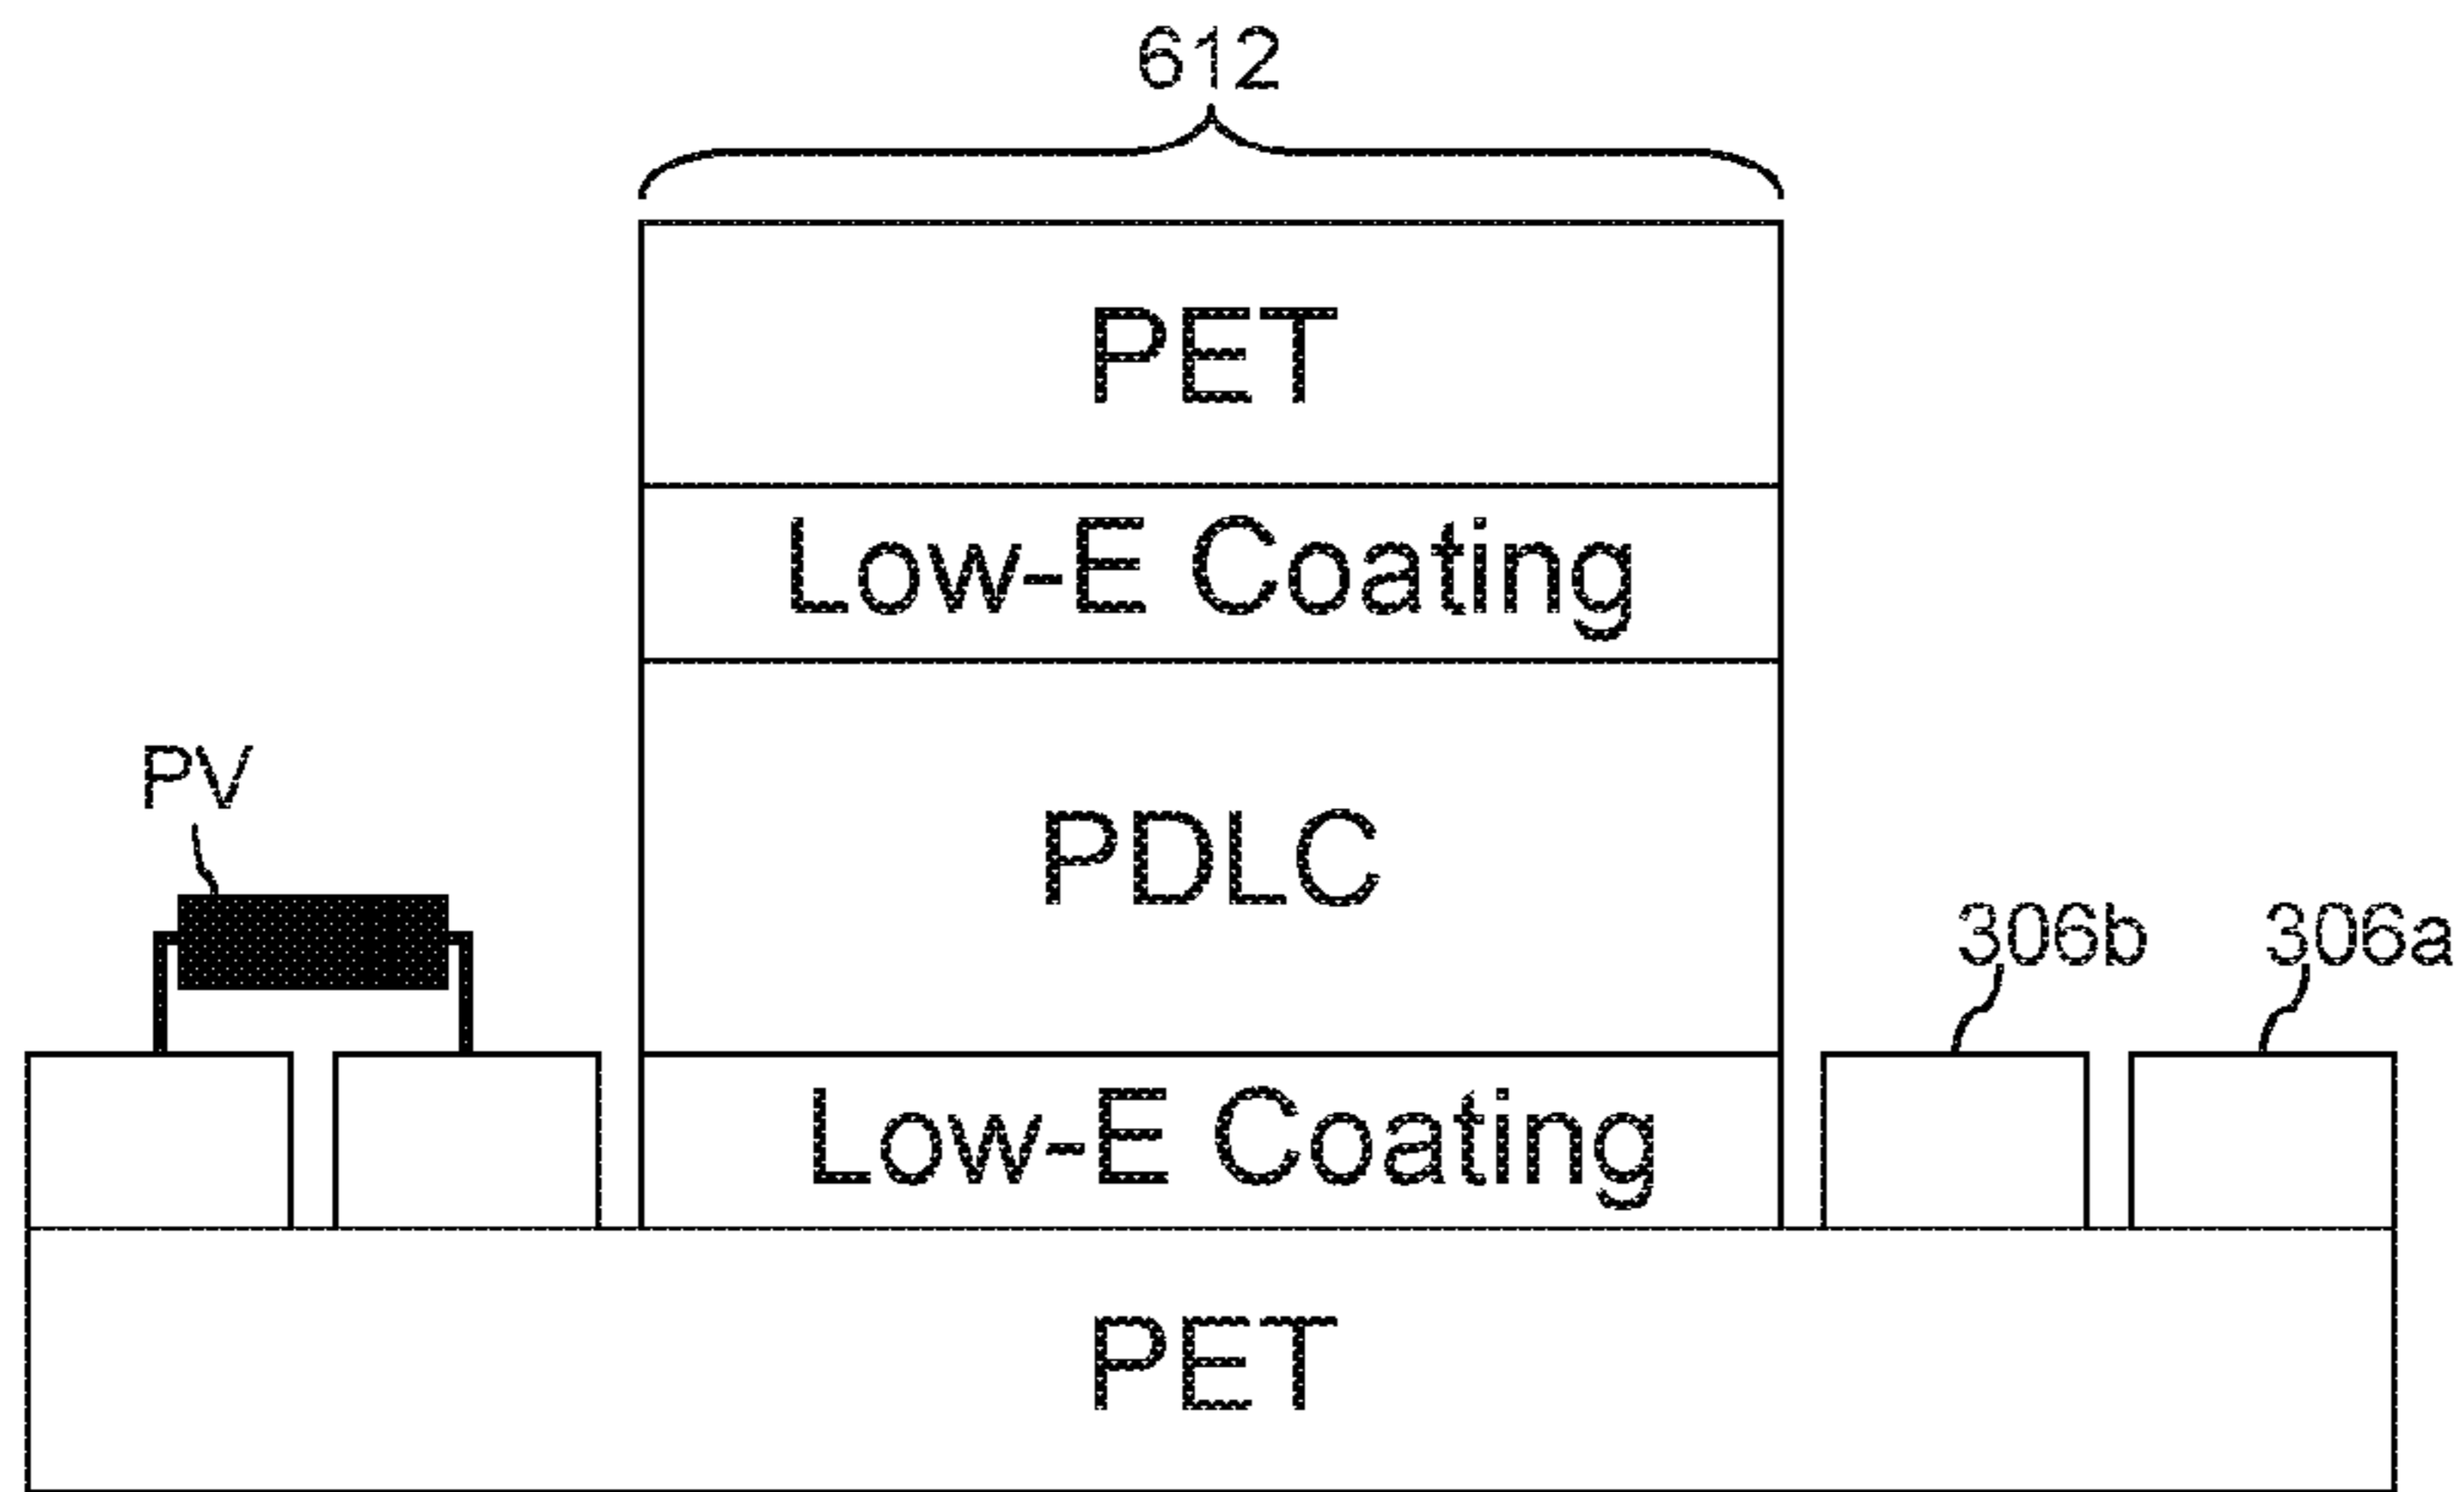 612
PET
Low-E Coating
PV
PDLC
306b 306a
Low-E Coating
PET